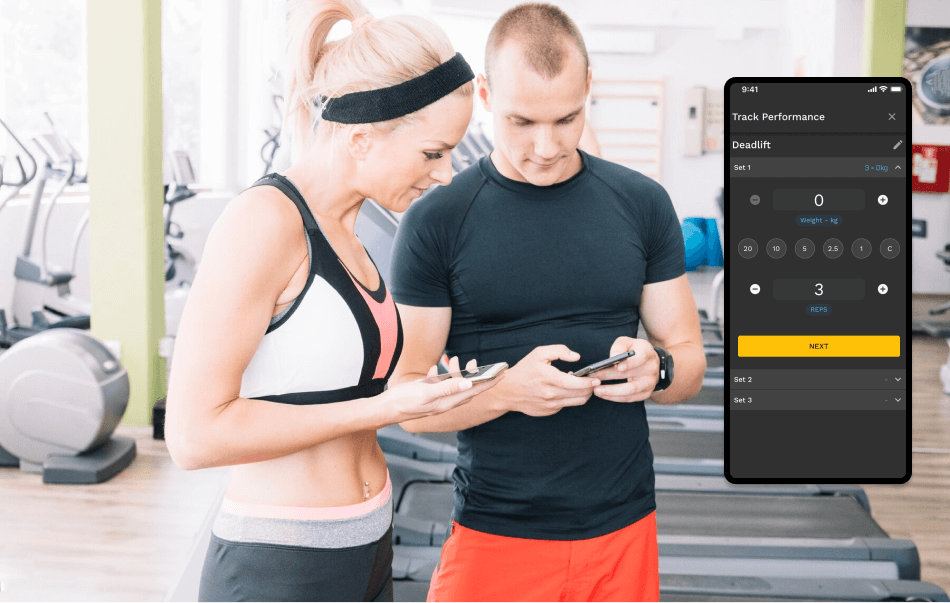 9:41
Track Performance
Deadlift
Set 1 3 × 0kg
0
Weight - kg
20 10 5 2.5 1 C
3
REPS
NEXT
Set 2 -
Set 3 -